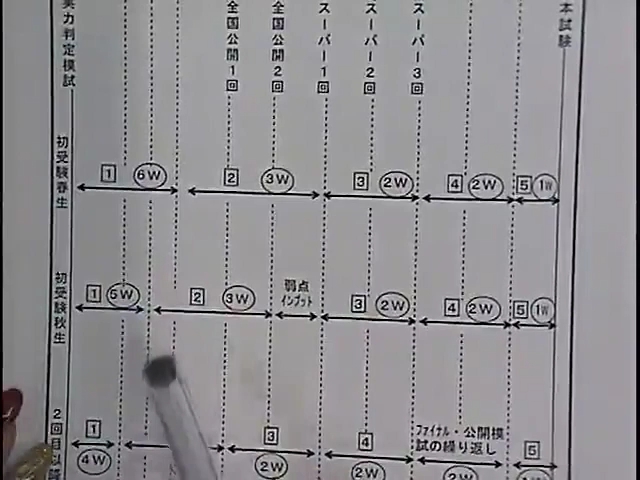 実力判定模試
全国公開1回
全国公開2回
スーパー1回
スーパー2回
スーパー3回
本試験
初受験春生
1 6W 2 3W 3 2W 4 2W 5 1W
初受験秋生
1 5W 2 3W
弱点
インプット
3 2W 4 2W 5 1W
2回目以
1 4W
3 2W
4 2W
ファイナル・公開模
試の繰り返し
2W
5